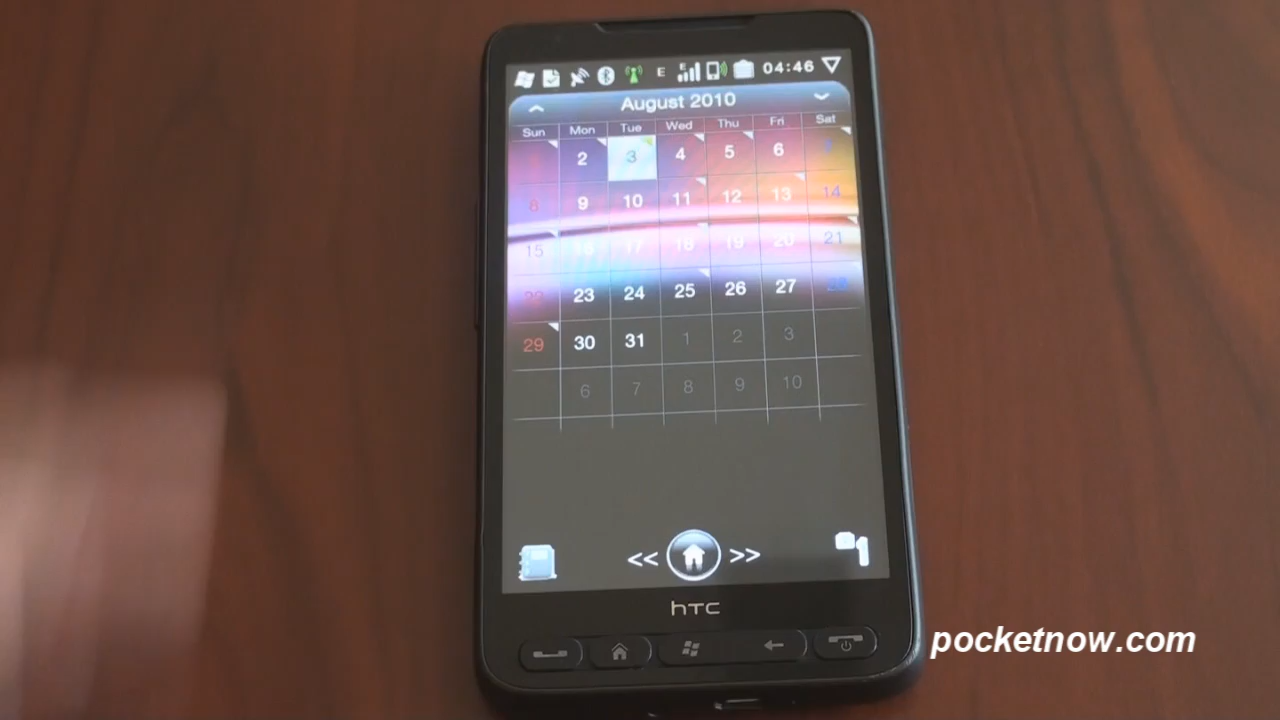 E 04:46
August 2010
Sun Mon Tue Wed Thu Fri Sat
2 3 4 5 6 7
8 9 10 11 12 13 14
15 16 17 18 19 20 21
22 23 24 25 26 27 28
29 30 31 1 2 3
6 7 8 9 10
<< >>
hTC
pocketnow.com